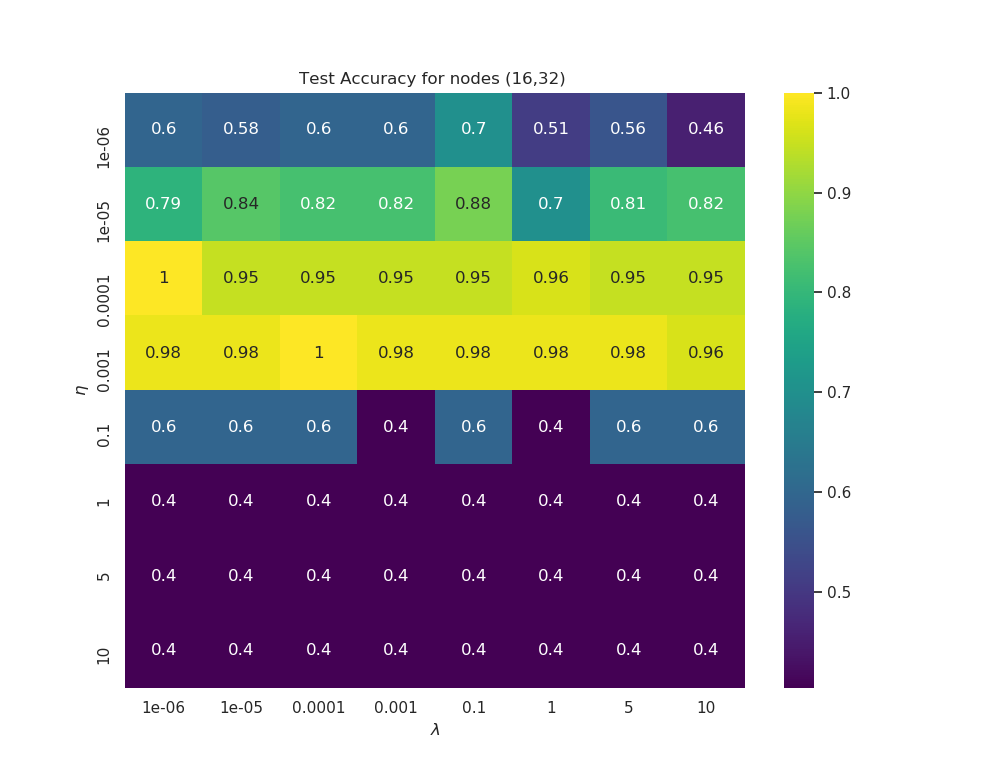 Test Accuracy for nodes (16,32)
1e-06 0.6 0.58 0.6 0.6 0.7 0.51 0.56 0.46
1e-05 0.79 0.84 0.82 0.82 0.88 0.7 0.81 0.82
0.0001 1 0.95 0.95 0.95 0.95 0.96 0.95 0.95
0.001 0.98 0.98 1 0.98 0.98 0.98 0.98 0.96
η
0.1 0.6 0.6 0.6 0.4 0.6 0.4 0.6 0.6
1 0.4 0.4 0.4 0.4 0.4 0.4 0.4 0.4
5 0.4 0.4 0.4 0.4 0.4 0.4 0.4 0.4
10 0.4 0.4 0.4 0.4 0.4 0.4 0.4 0.4
1e-06 1e-05 0.0001 0.001 0.1 1 5 10
λ
1.0
0.9
0.8
0.7
0.6
0.5